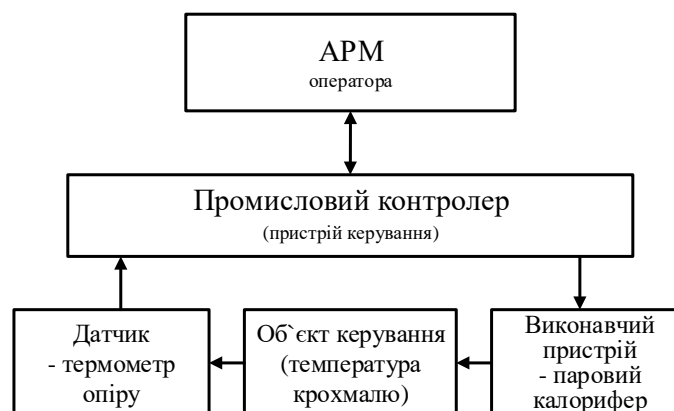 АРМ
оператора
Промисловий контролер
(пристрій керування)
Датчик
- термометр
опіру
Об`єкт керування
(температура
крохмалю)
Виконавчий
пристрій
- паровий
калорифер